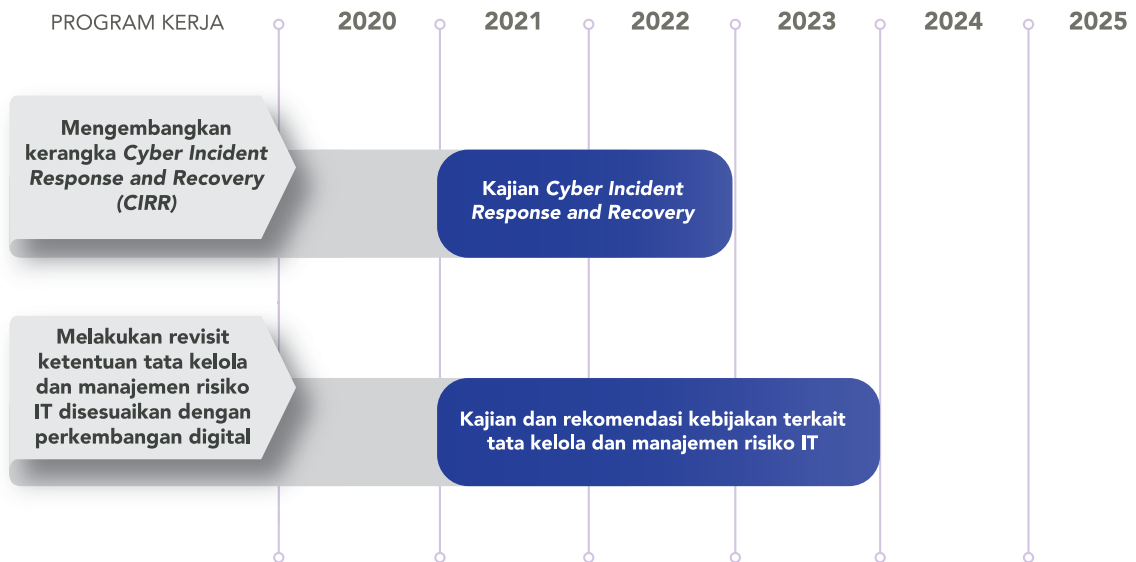 PROGRAM KERJA 2020 2021 2022 2023 2024 2025
Mengembangkan
kerangka Cyber Incident
Response and Recovery
(CIRR)
Kajian Cyber Incident
Response and Recovery
Melakukan revisit
ketentuan tata kelola
dan manajemen risiko
IT disesuaikan dengan
perkembangan digital
Kajian dan rekomendasi kebijakan terkait
tata kelola dan manajemen risiko IT